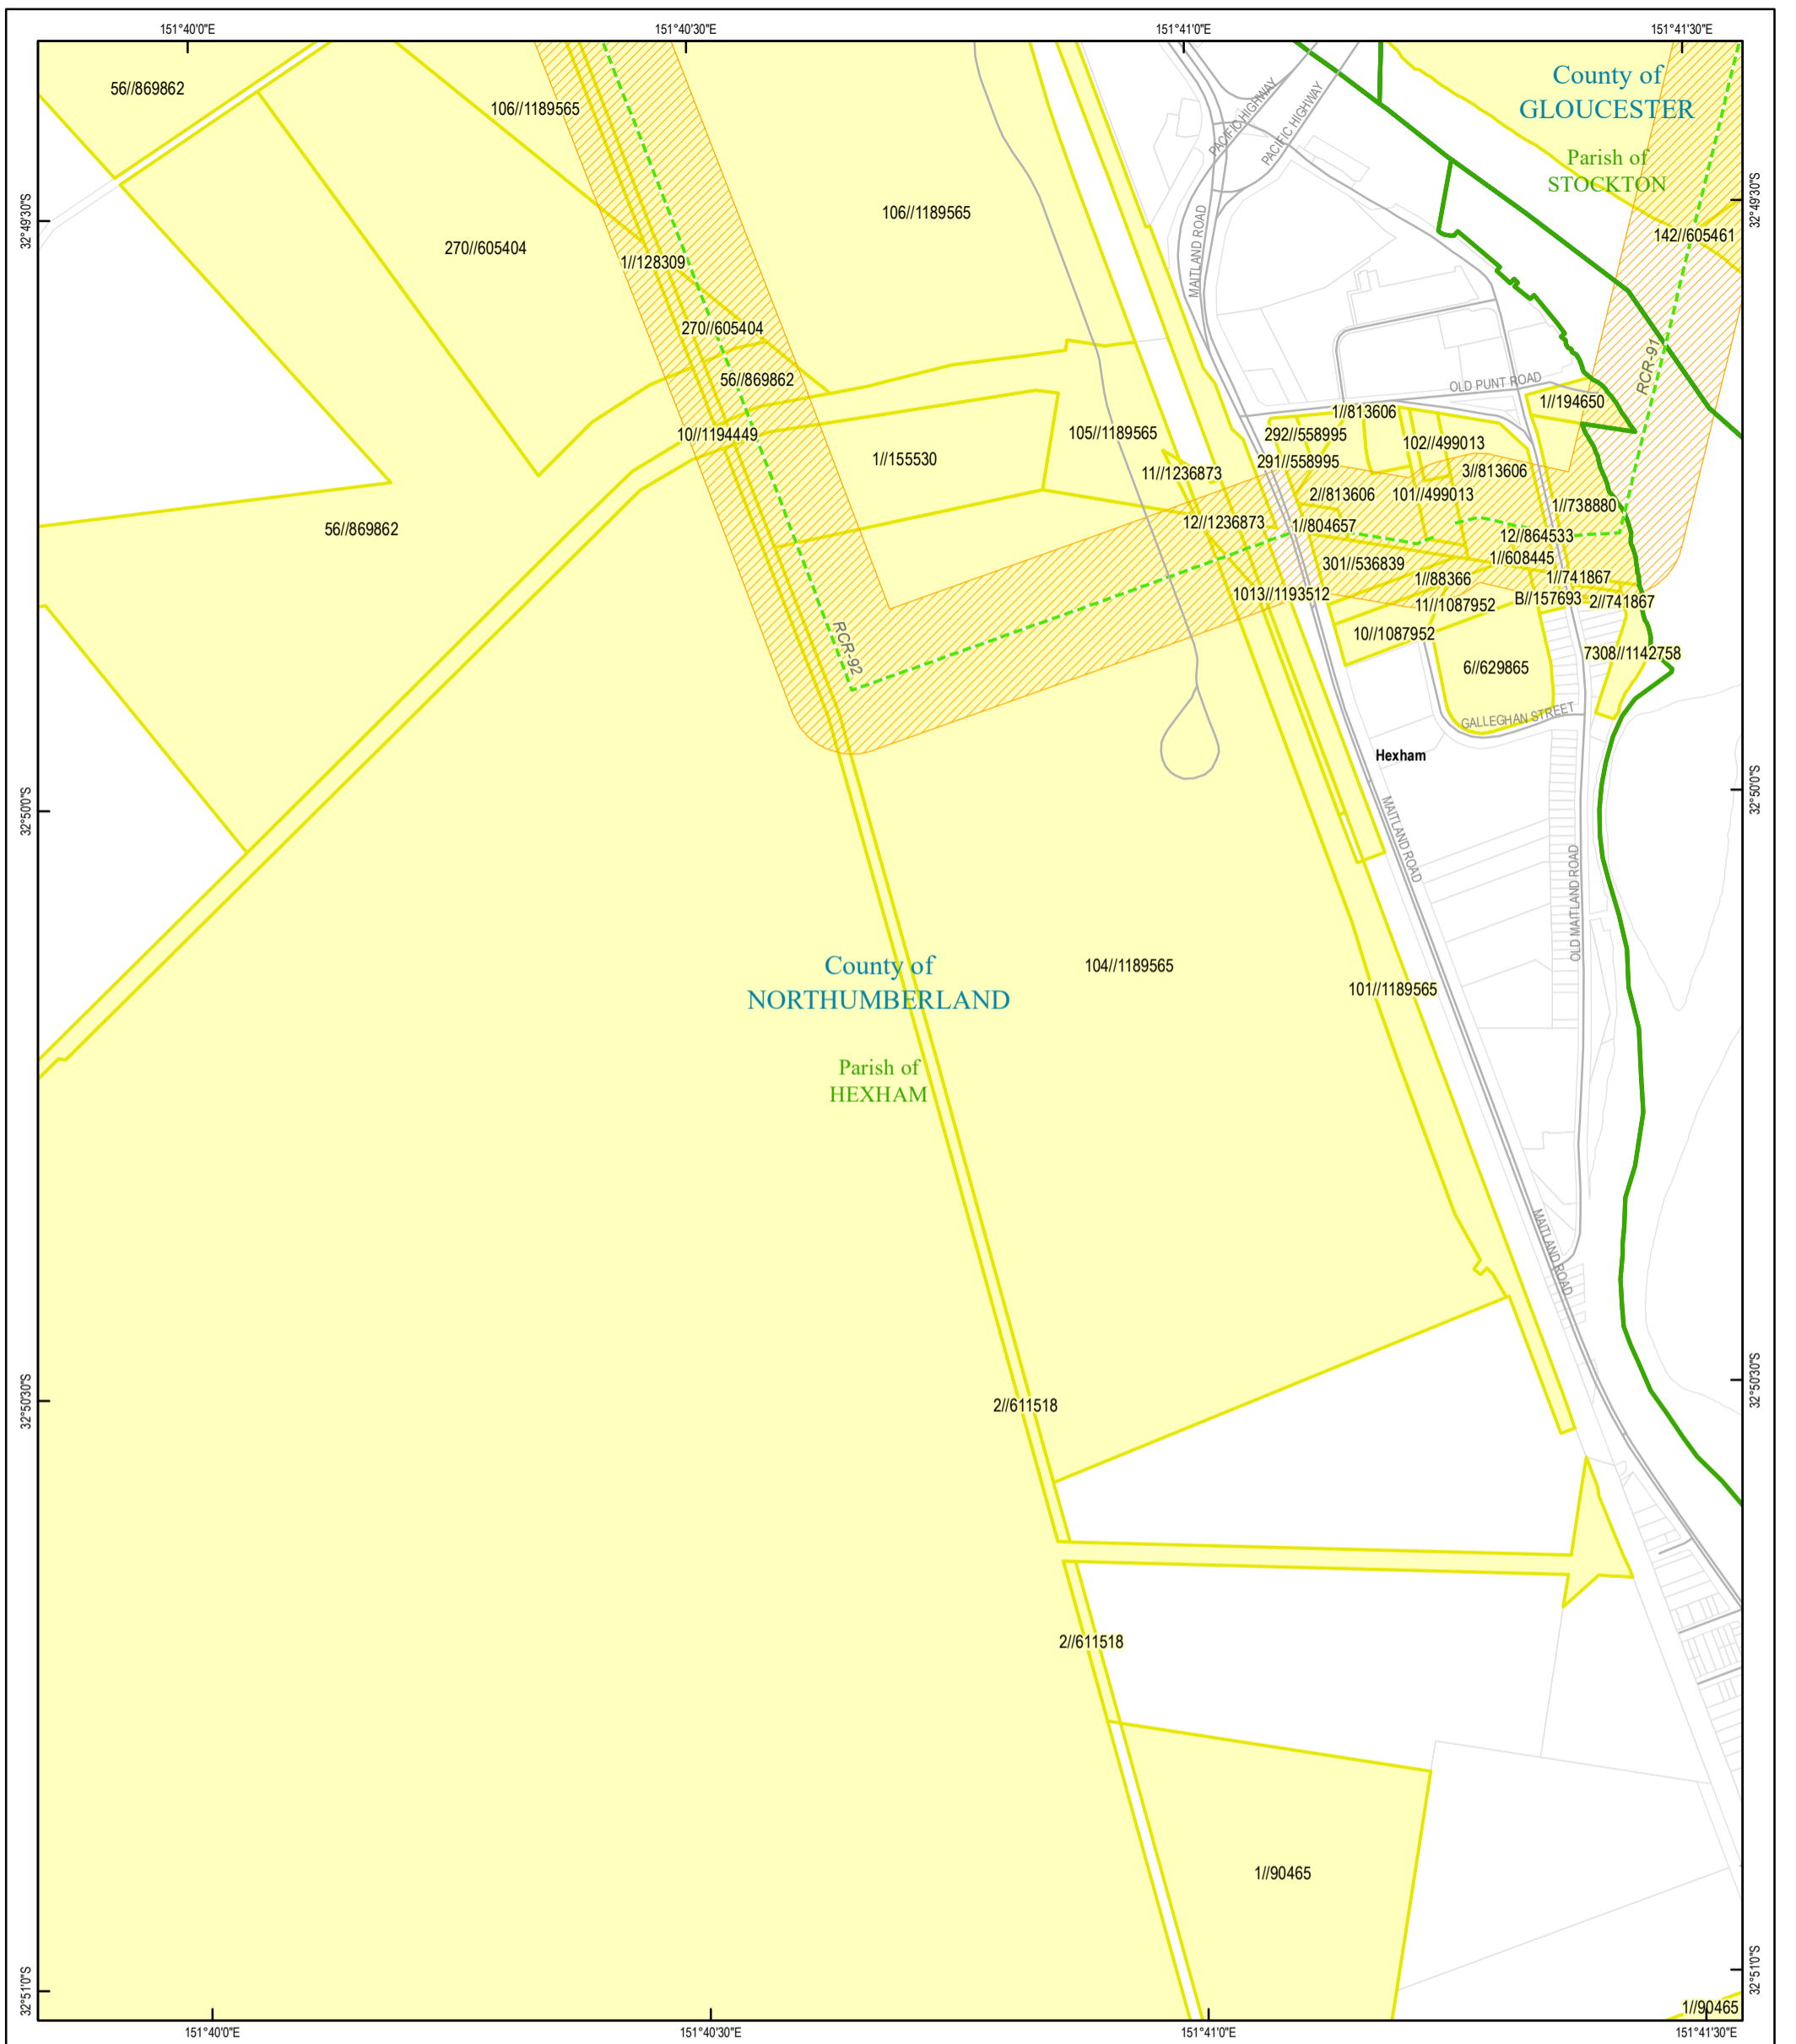 151°40'0"E
151°40'30"E
151°41'0"E
151°41'30"E
56//869862
106//1189565
PACIFIC HIGHWAY
PACIFIC HIGHWAY
County of
GLOUCESTER
Parish of
STOCKTON
32°49'30"S
32°49'30"S
106//1189565
270//605404
1//128309
MAITLAND ROAD
142//605461
270//605404
56//869862
RCR-91
OLD PUNT ROAD
1//194650
1//813606
10//1194449
105//1189565
292//558995
102//499013
1//155530
291//558995
11//1236873
3//813606
2//813606
101//499013
1//738880
56//869862
12//1236873
1//804657
12//864533
1//608445
301//536839
1//88366
1//741867
1013//1193512
11//1087952
B//157693
2//741867
10//1087952
RCR-92
7308//1142758
6//629865
GALLEGHAN STREET
Hexham
32°50'0"S
32°50'0"S
MAITLAND ROAD
OLD MAITLAND ROAD
County of
NORTHUMBERLAND
104//1189565
101//1189565
Parish of
HEXHAM
MAITLAND ROAD
32°50'30"S
32°50'30"S
2//611518
2//611518
1//90465
32°51'0"S
32°51'0"S
1//90465
151°40'0"E
151°40'30"E
151°41'0"E
151°41'30"E